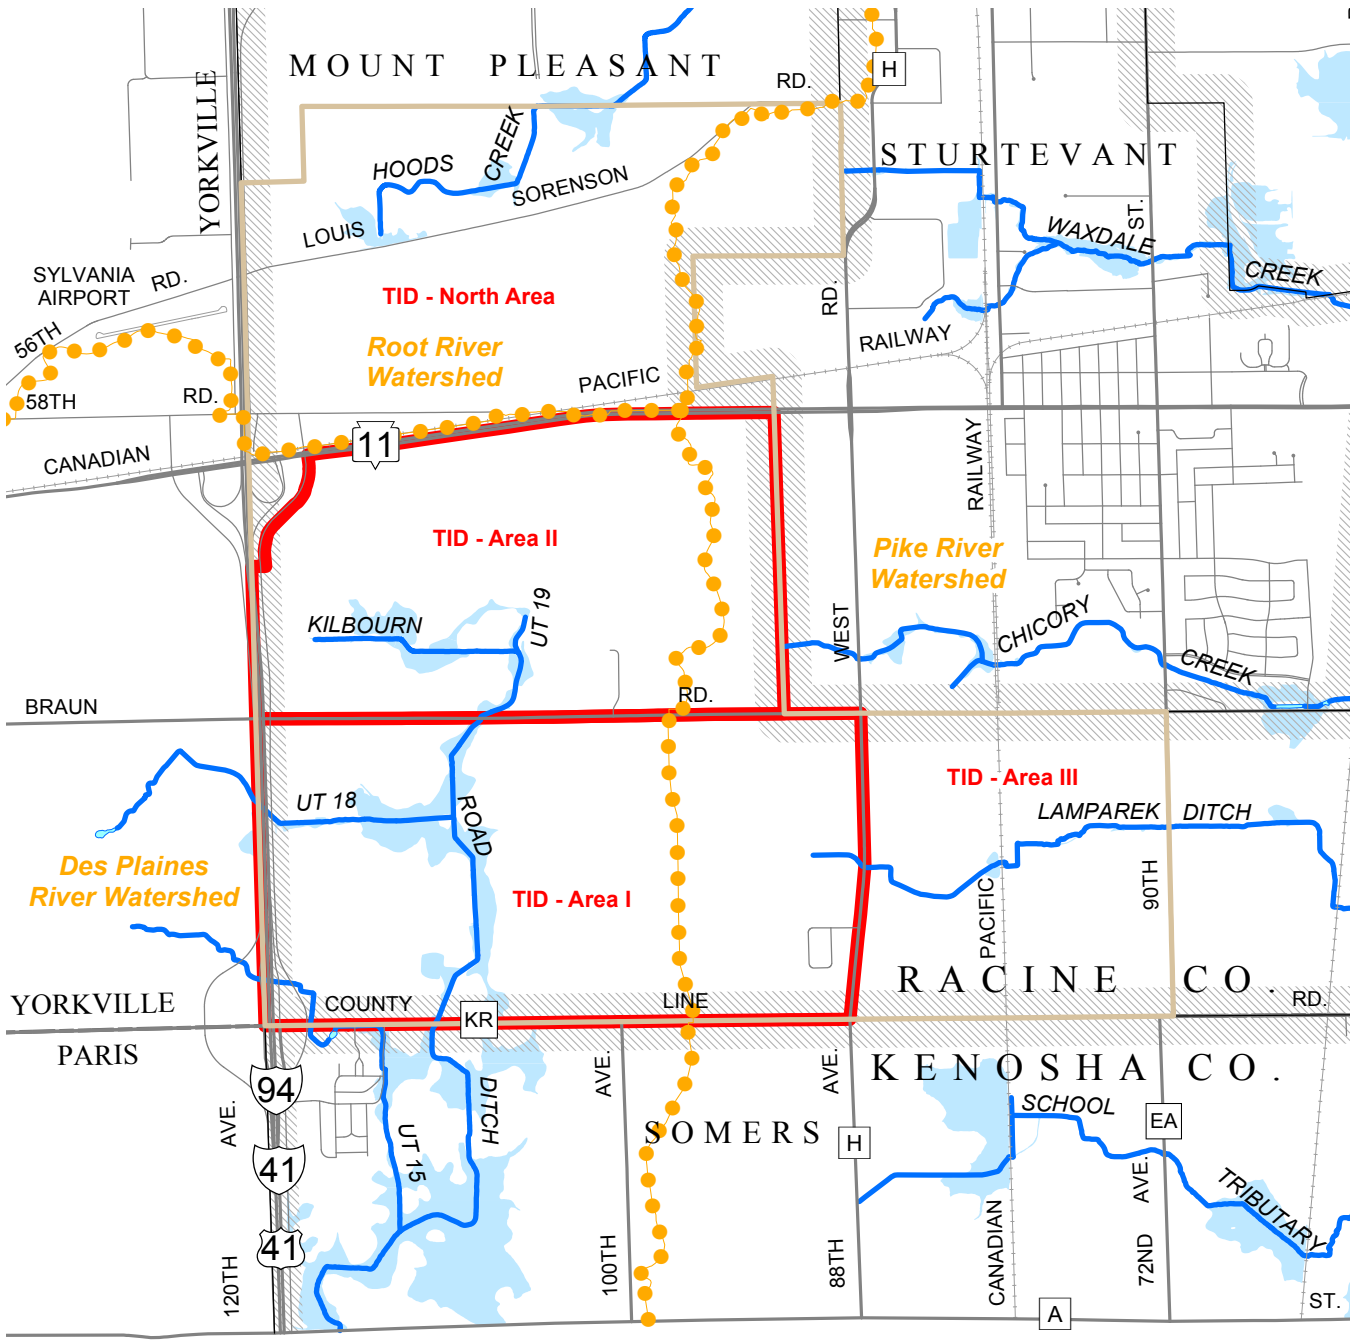 MOUNT PLEASANT
RD.
H
YORKVILLE
HOODS
CREEK
STURTEVANT
SORENSON
LOUIS
ST.
WAXDALE
CREEK
SYLVANIA
AIRPORT
RD.
TID - North Area
RD.
56TH
Root River
Watershed
RAILWAY
PACIFIC
58TH
RD.
11
CANADIAN
RAILWAY
TID - Area II
Pike River
Watershed
UT 19
KILBOURN
WEST
CHICORY
CREEK
BRAUN
RD.
TID - Area III
UT 18
ROAD
LAMPAREK DITCH
Des Plaines
River Watershed
TID - Area I
90TH
PACIFIC
RACINE CO.
YORKVILLE
COUNTY
KR
LINE
RD.
PARIS
AVE.
AVE.
KENOSHA CO.
94
AVE.
DITCH
SCHOOL
SOMERS
H
EA
41
UT 15
AVE.
TRIBUTARY
41
120TH
100TH
88TH
CANADIAN
72ND
A
ST.